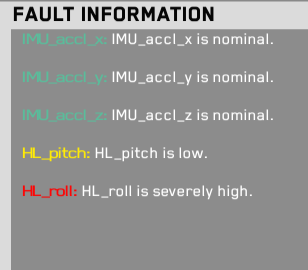 FAULT INFORMATION
IMU_accl_x: IMU_accl_x is nominal.
IMU_accl_y: IMU_accl_y is nominal.
IMU_accl_z: IMU_accl_z is nominal.
HL_pitch: HL_pitch is low.
HL_roll: HL_roll is severely high.